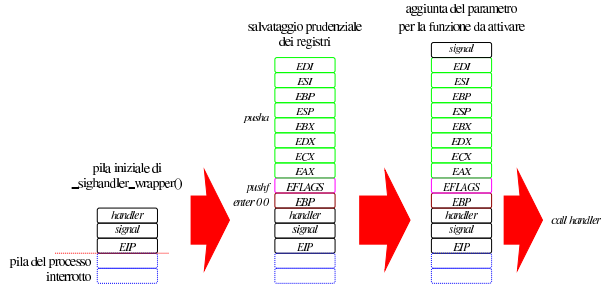 pila iniziale di
_sighandler_wrapper()
handler
signal
EIP
pila del processo
interrotto
salvataggio prudenziale
dei registri
pusha
pushf
enter 0 0
EDI
ESI
EBP
ESP
EBX
EDX
ECX
EAX
EFLAGS
EBP
handler
signal
EIP
aggiunta del parametro
per la funzione da attivare
signal
EDI
ESI
EBP
ESP
EBX
EDX
ECX
EAX
EFLAGS
EBP
handler
signal
EIP
call handler